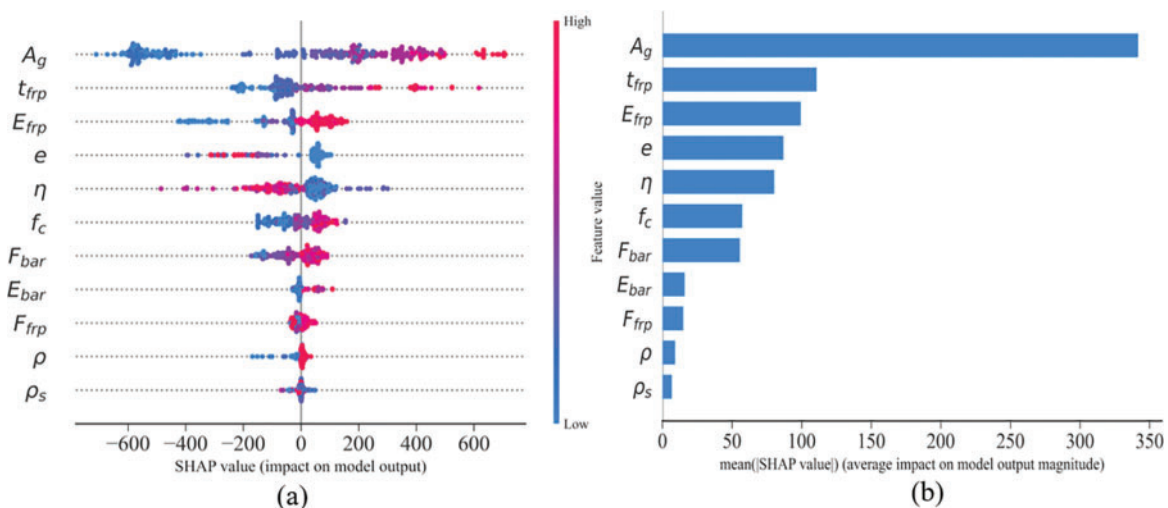 High
A_g
t_frp
E_frp
e
η
f_c
F_bar
E_bar
F_frp
ρ
ρ_s
Feature value
Low
−600 −400 −200 0 200 400 600
SHAP value (impact on model output)
(a)
A_g
t_frp
E_frp
e
η
f_c
F_bar
E_bar
F_frp
ρ
ρ_s
0 50 100 150 200 250 300 350
mean(|SHAP value|) (average impact on model output magnitude)
(b)